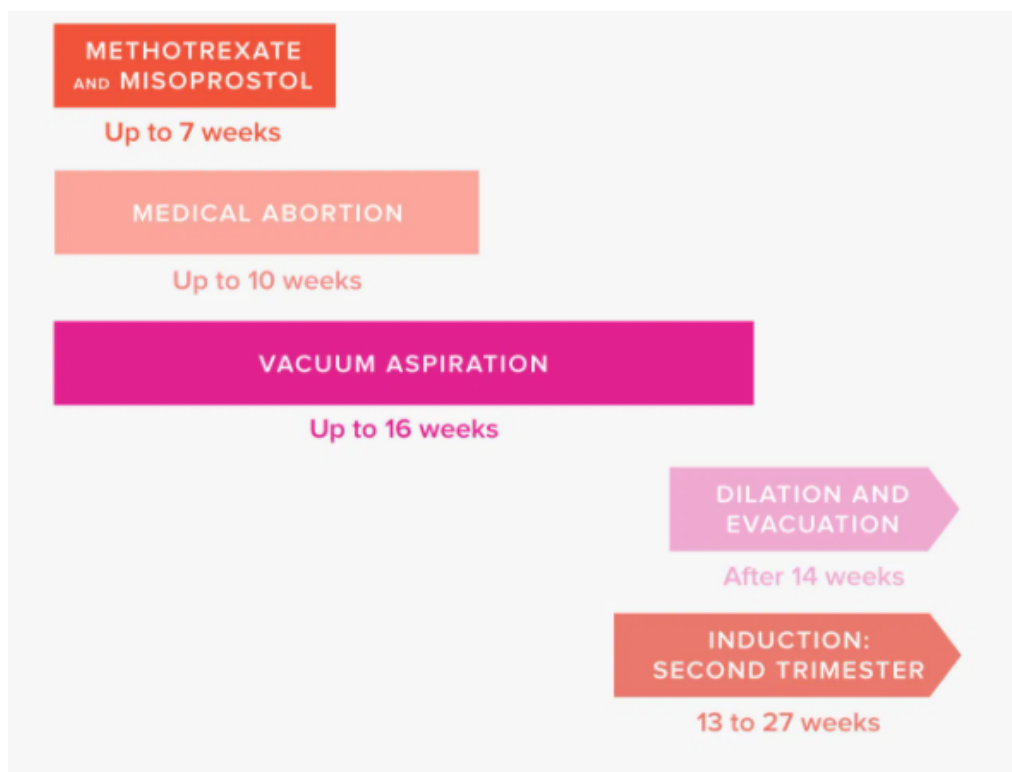 METHOTREXATE
AND MISOPROSTOL
Up to 7 weeks
MEDICAL ABORTION
Up to 10 weeks
VACUUM ASPIRATION
Up to 16 weeks
DILATION AND
EVACUATION
After 14 weeks
INDUCTION:
SECOND TRIMESTER
13 to 27 weeks